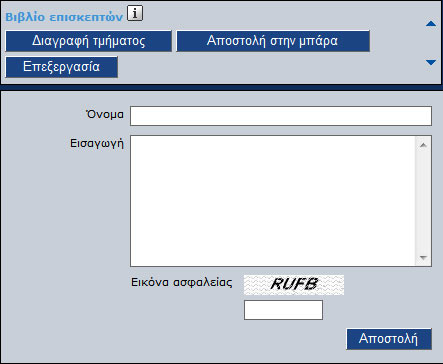 Βιβλίο επισκεπτών i
Διαγραφή τμήματος Αποστολή στην μπάρα
Επεξεργασία
Όνομα
Εισαγωγή
Εικόνα ασφαλείας RUFB
Αποστολή